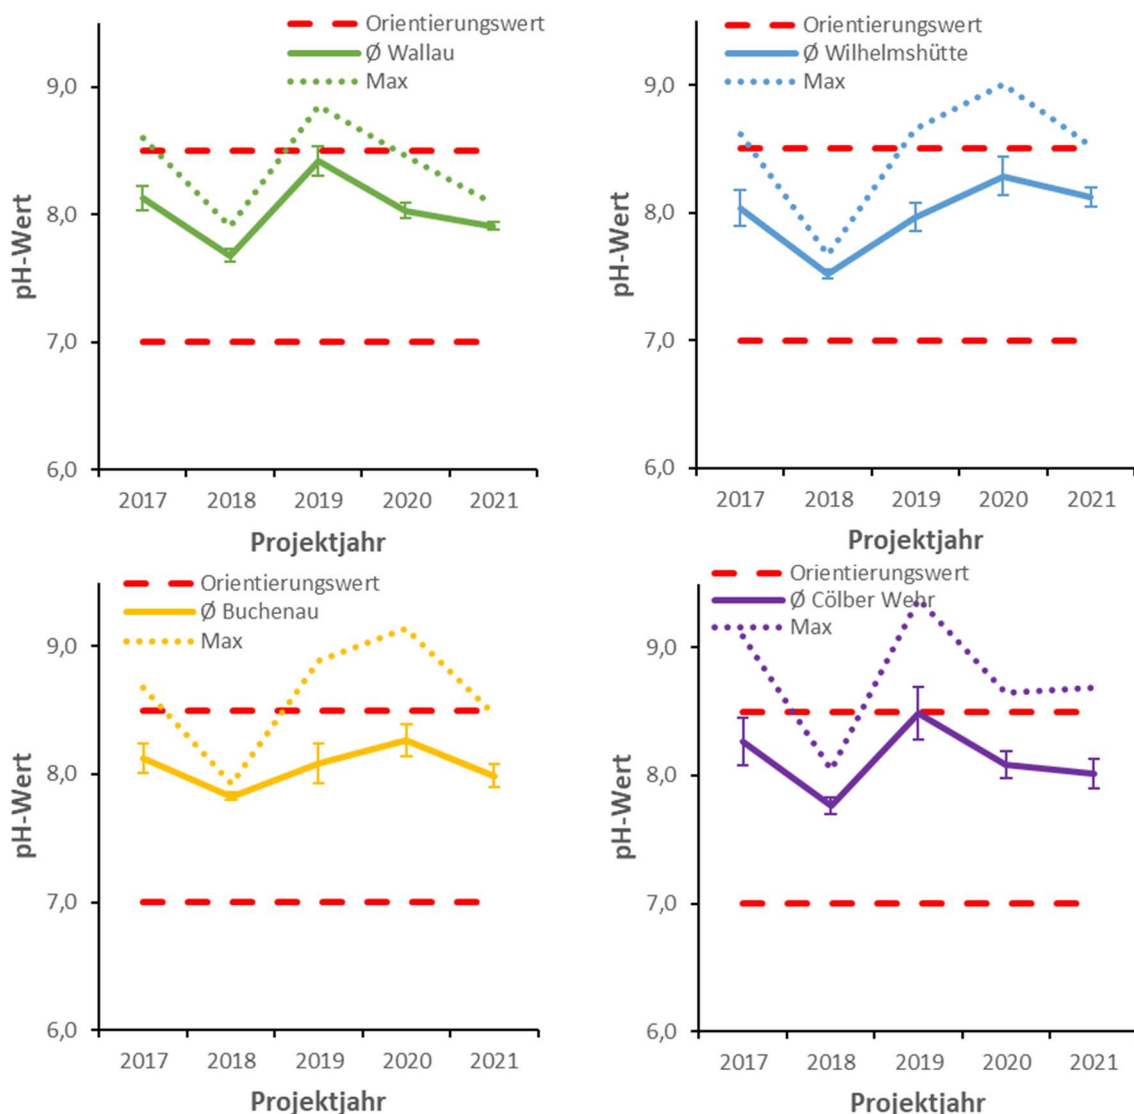 Orientierungswert
Ø Wallau
Max
9,0
8,0
7,0
6,0
pH-Wert
2017 2018 2019 2020 2021
Projektjahr
Orientierungswert
Ø Wilhelmshütte
Max
9,0
8,0
7,0
6,0
pH-Wert
2017 2018 2019 2020 2021
Projektjahr
Orientierungswert
Ø Buchenau
Max
9,0
8,0
7,0
6,0
pH-Wert
2017 2018 2019 2020 2021
Projektjahr
Orientierungswert
Ø Cölber Wehr
Max
9,0
8,0
7,0
6,0
pH-Wert
2017 2018 2019 2020 2021
Projektjahr